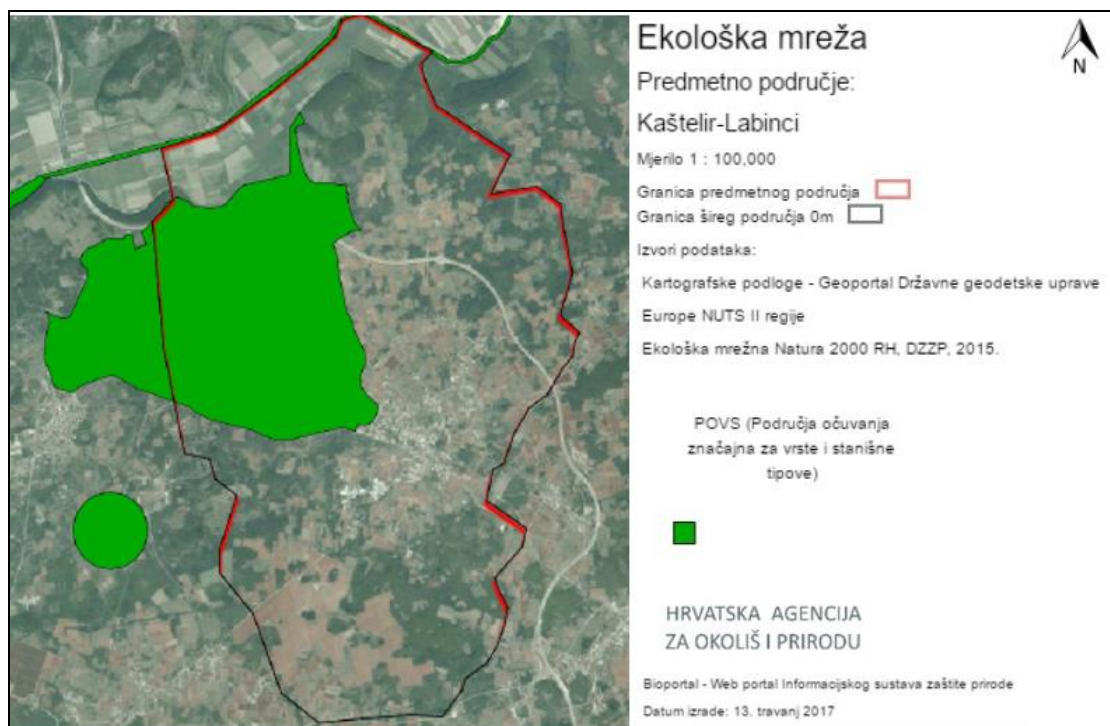 Ekološka mreža
N
Predmetno područje:
Kaštelir-Labinci
Mjerilo 1 : 100,000
Granica predmetnog područja
Granica šireg područja 0m
Izvori podataka:
Kartografske podloge - Geoportal Državne geodetske uprave
Europe NUTS II regije
Ekološka mrežna Natura 2000 RH, DZZP, 2015.
POVS (Područja očuvanja
značajna za vrste i stanišne
tipove)
HRVATSKA AGENCIJA
ZA OKOLIŠ I PRIRODU
Bioportal - Web portal Informacijskog sustava zaštite prirode
Datum izrade: 13. travanj 2017